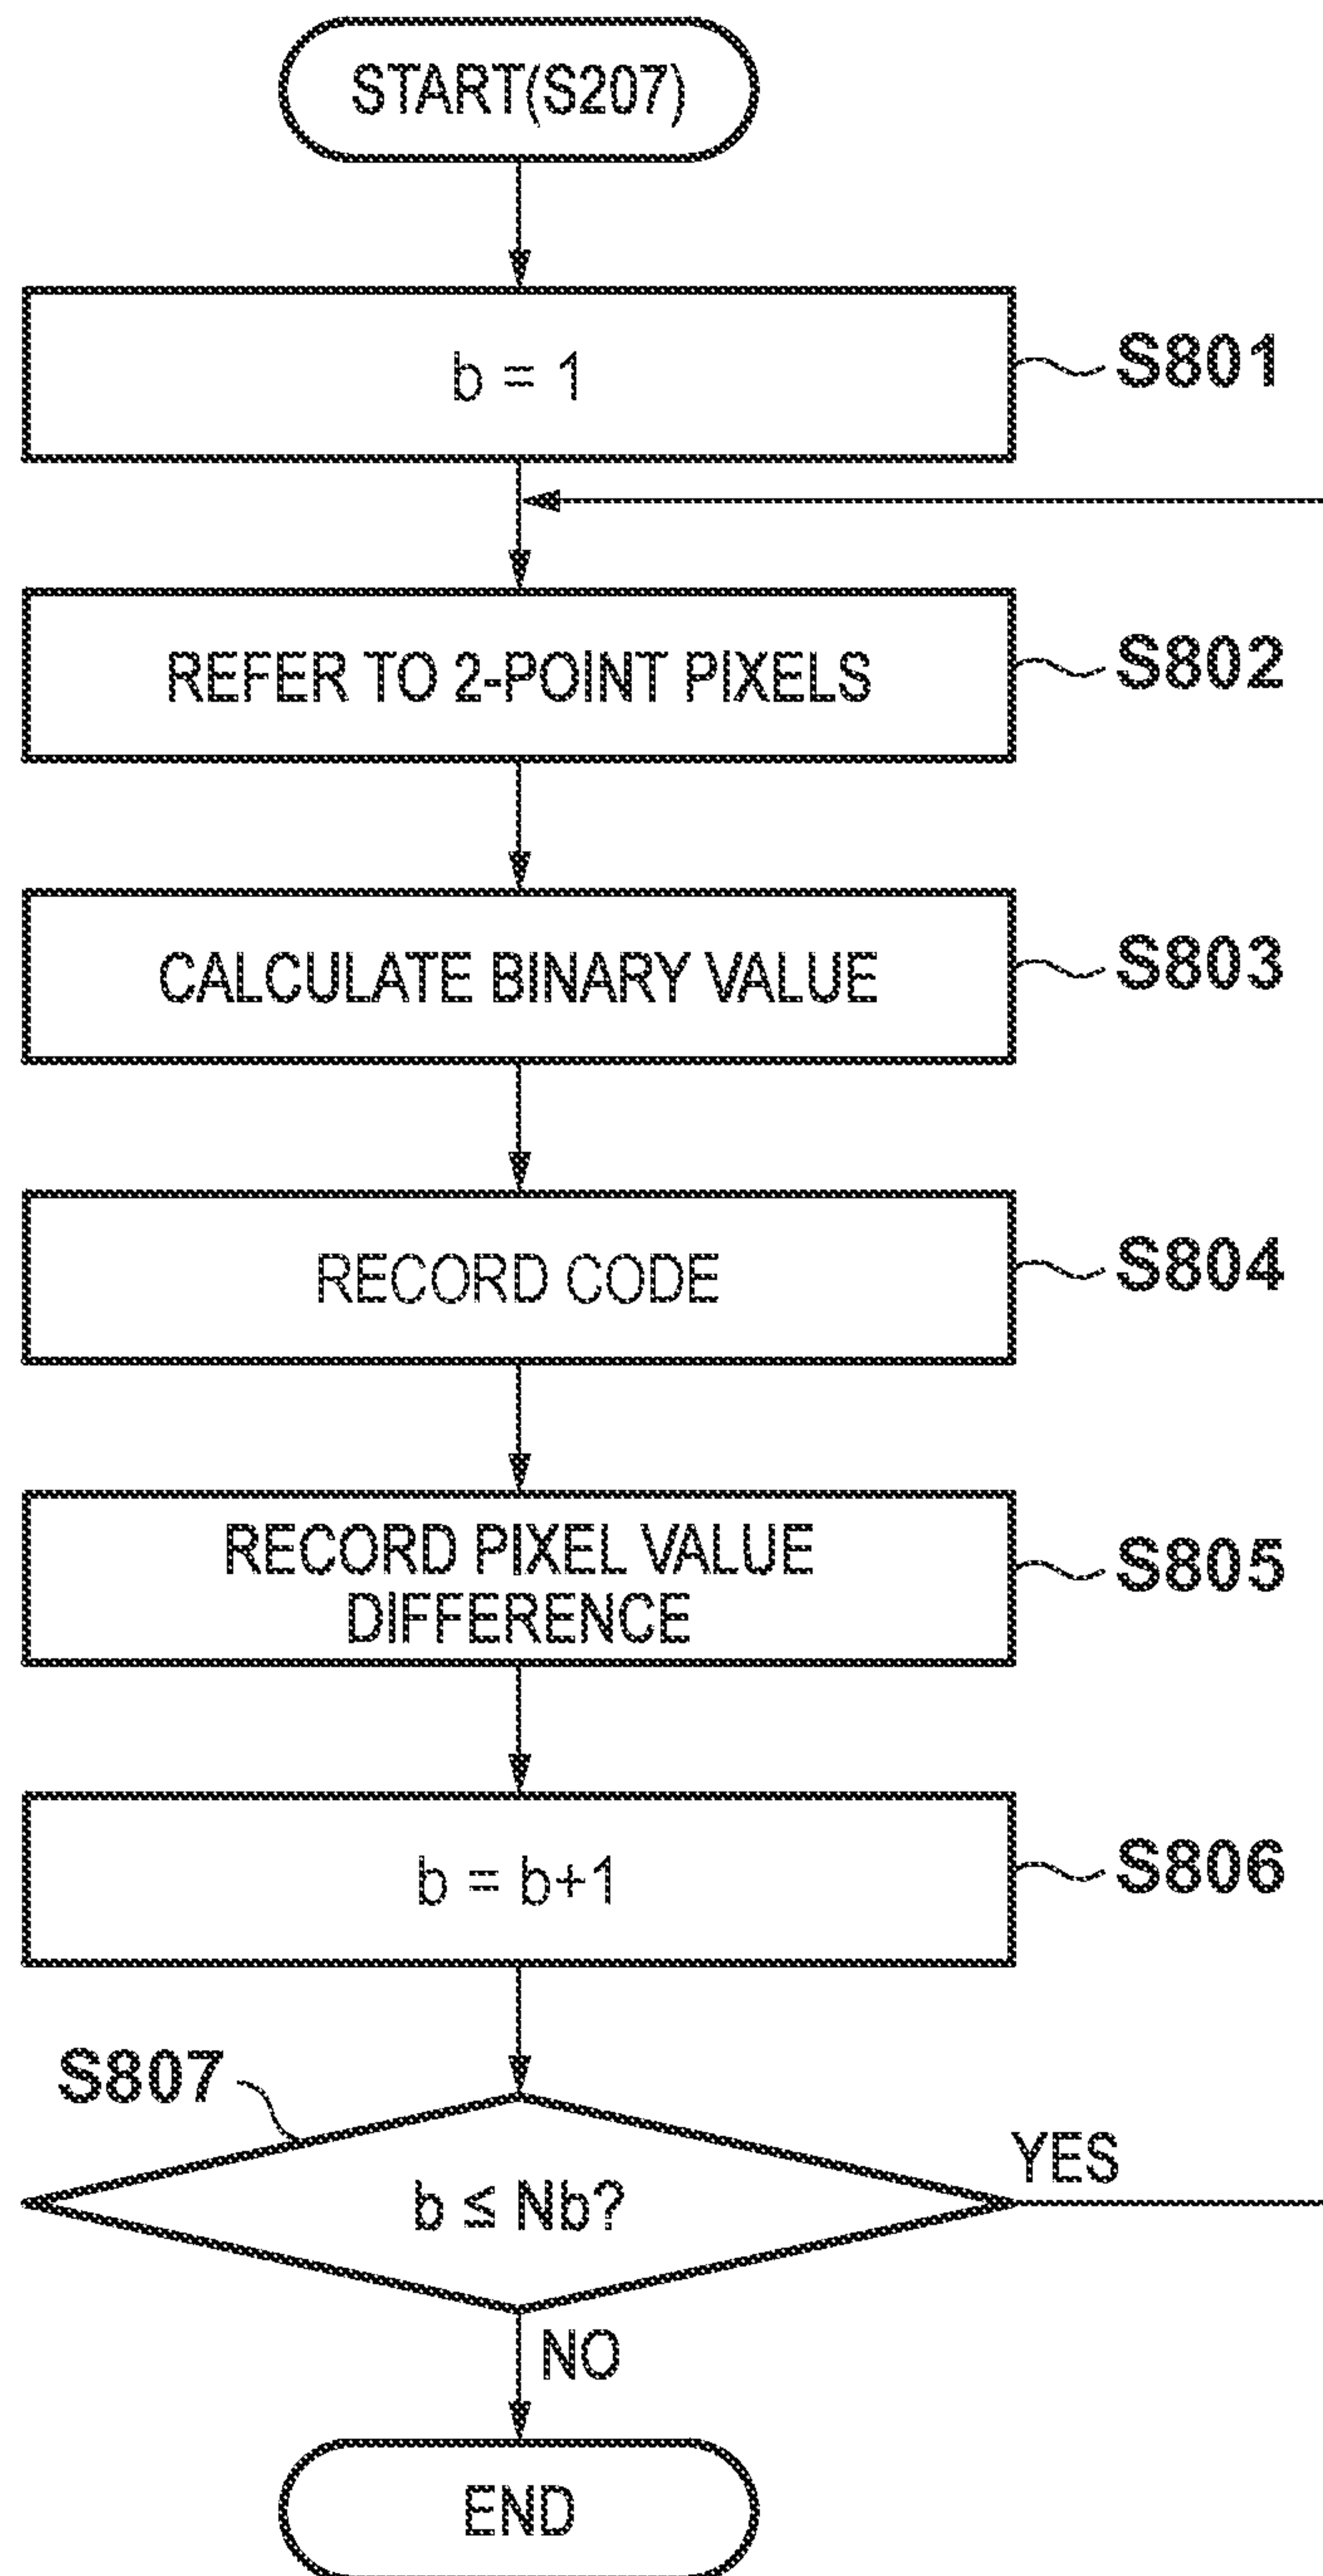 START(S207)
b = 1
S801
REFER TO 2-POINT PIXELS
S802
CALCULATE BINARY VALUE
S803
RECORD CODE
S804
RECORD PIXEL VALUE
DIFFERENCE
S805
b = b+1
S806
S807
b ≤ Nb?
YES
NO
END